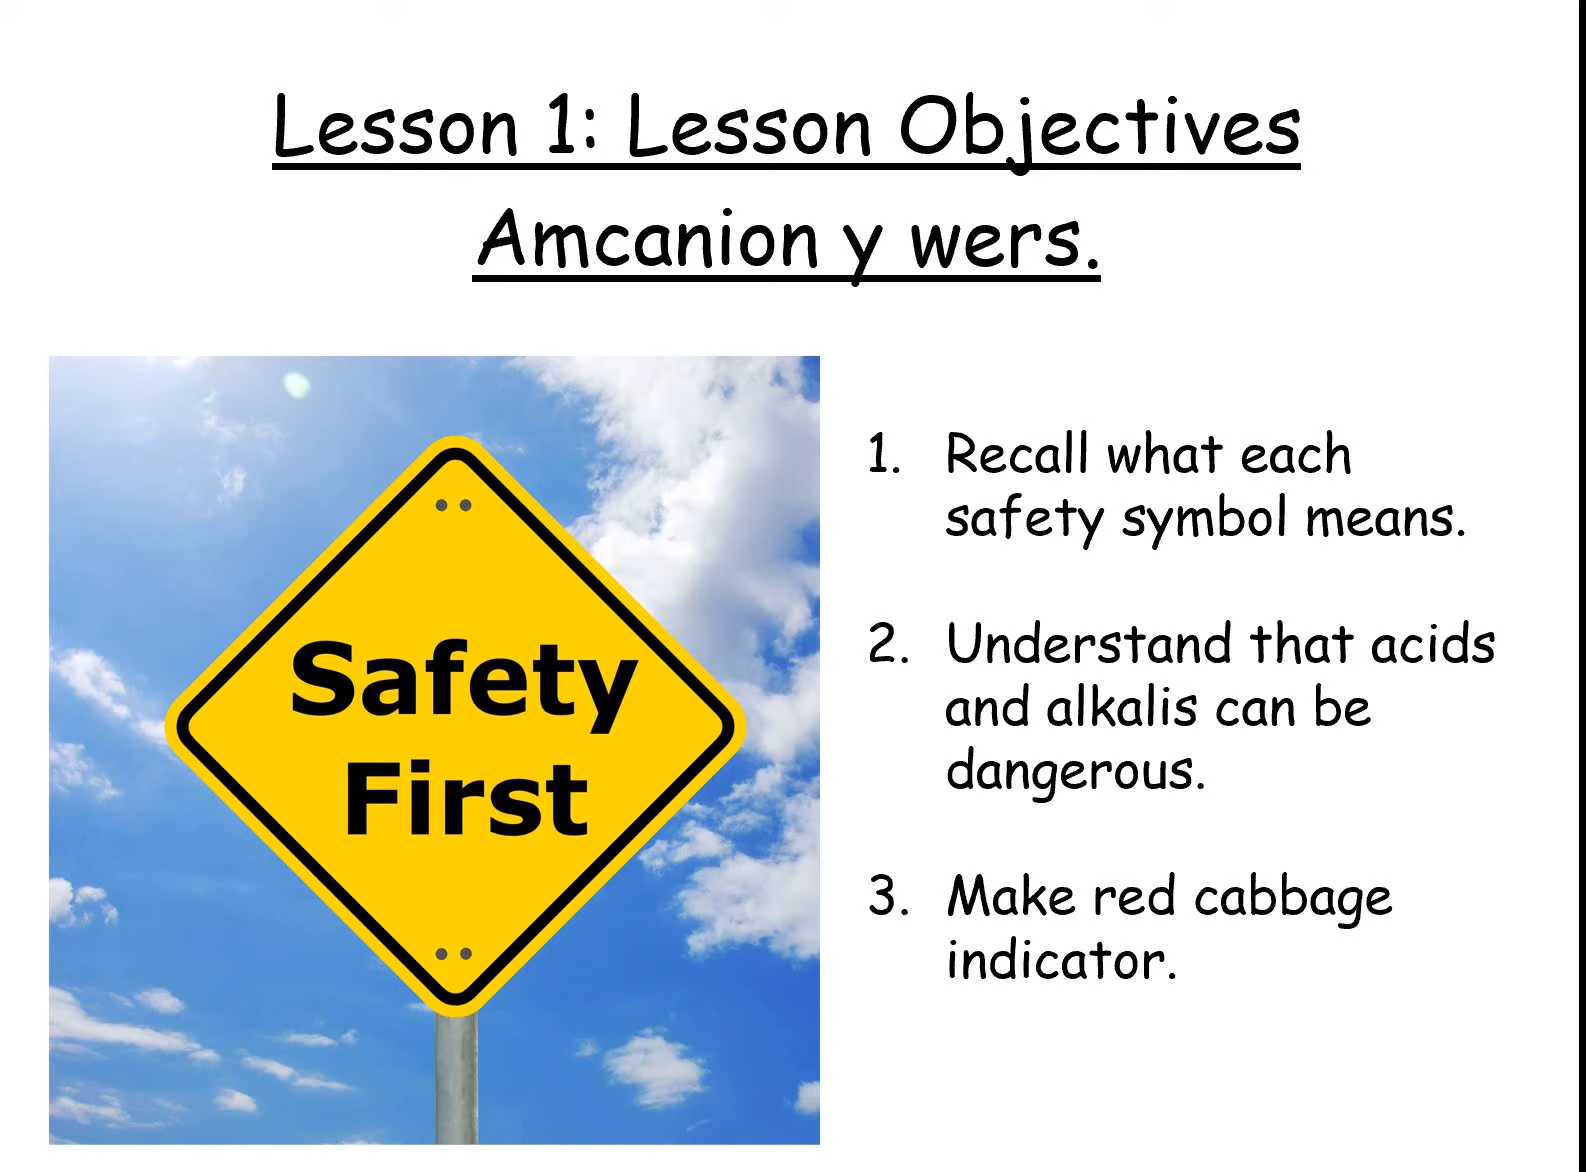 Lesson 1: Lesson Objectives
Amcanion y wers.
Safety
First
1. Recall what each
safety symbol means.
2. Understand that acids
and alkalis can be
dangerous.
3. Make red cabbage
indicator.